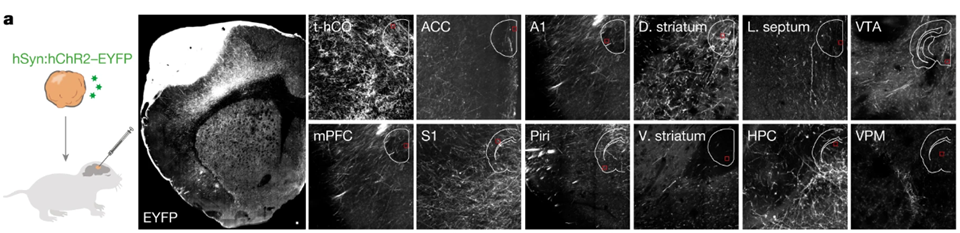 a
hSyn:hChR2–EYFP
EYFP
t-hCO
ACC
A1
D. striatum
L. septum
VTA
mPFC
S1
Piri
V. striatum
HPC
VPM